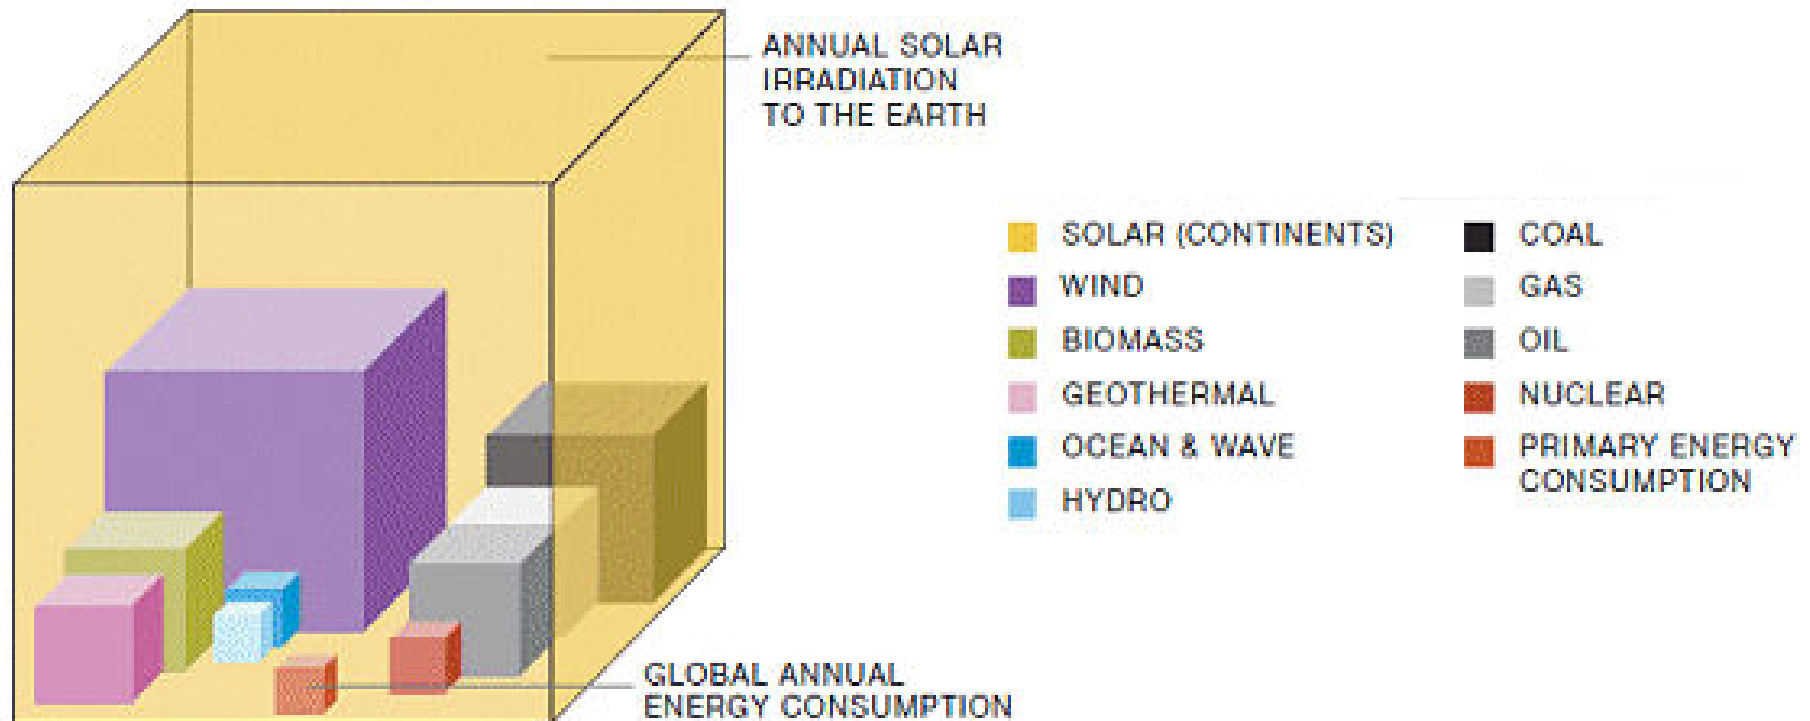 ANNUAL SOLAR
IRRADIATION
TO THE EARTH
SOLAR (CONTINENTS)
WIND
BIOMASS
GEOTHERMAL
OCEAN & WAVE
HYDRO
COAL
GAS
OIL
NUCLEAR
PRIMARY ENERGY
CONSUMPTION
GLOBAL ANNUAL
ENERGY CONSUMPTION